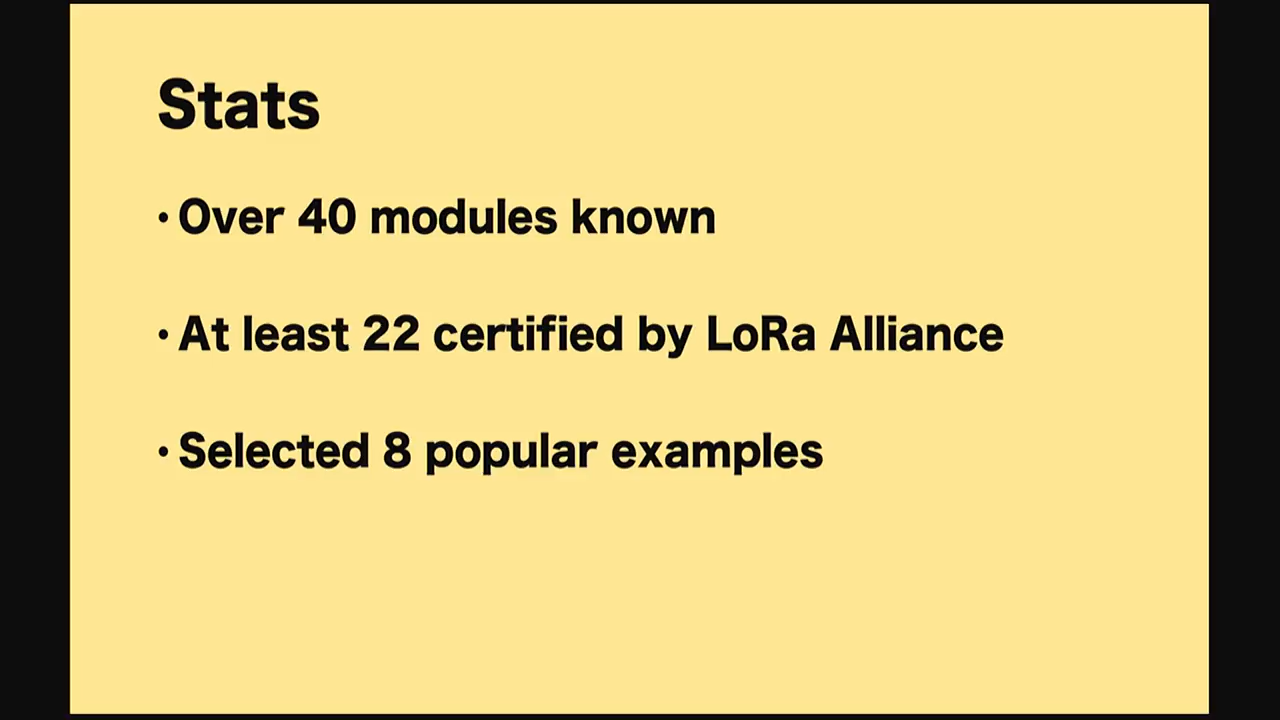 Stats
• Over 40 modules known
• At least 22 certified by LoRa Alliance
• Selected 8 popular examples